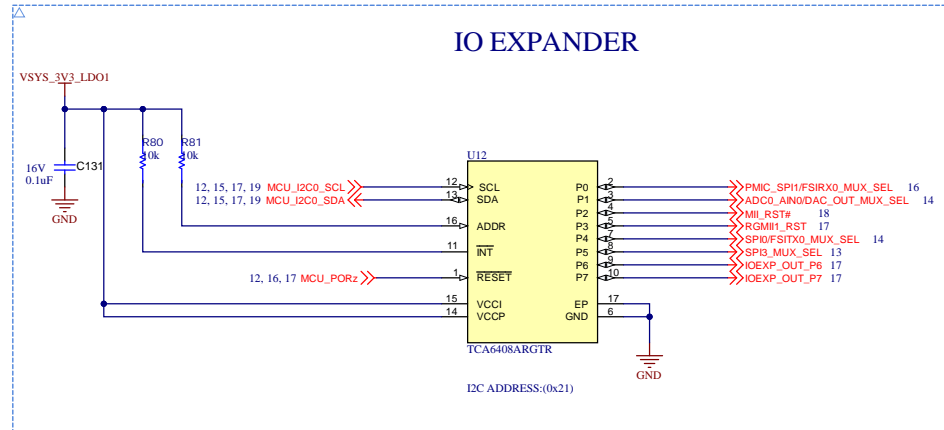 IO EXPANDER
VSYS_3V3_LDO1
R80 R81
10k 10k
16V C131
0.1uF
GND
U12
12, 15, 17, 19 MCU_I2C0_SCL 12 SCL P0 2 PMIC_SPI1/FSIRX0_MUX_SEL 16
12, 15, 17, 19 MCU_I2C0_SDA 13 SDA P1 3 ADC0_AIN0/DAC_OUT_MUX_SEL 14
P2 4 MII_RST# 18
16 ADDR P3 5 RGMII1_RST 17
P4 7 SPI0/FSITX0_MUX_SEL 14
11 INT P5 8 SPI3_MUX_SEL 13
P6 9 IOEXP_OUT_P6 17
12, 16, 17 MCU_PORz 1 RESET P7 10 IOEXP_OUT_P7 17
15 VCCI EP 17
14 VCCP GND 6
TCA6408ARGTR
GND
I2C ADDRESS:(0x21)